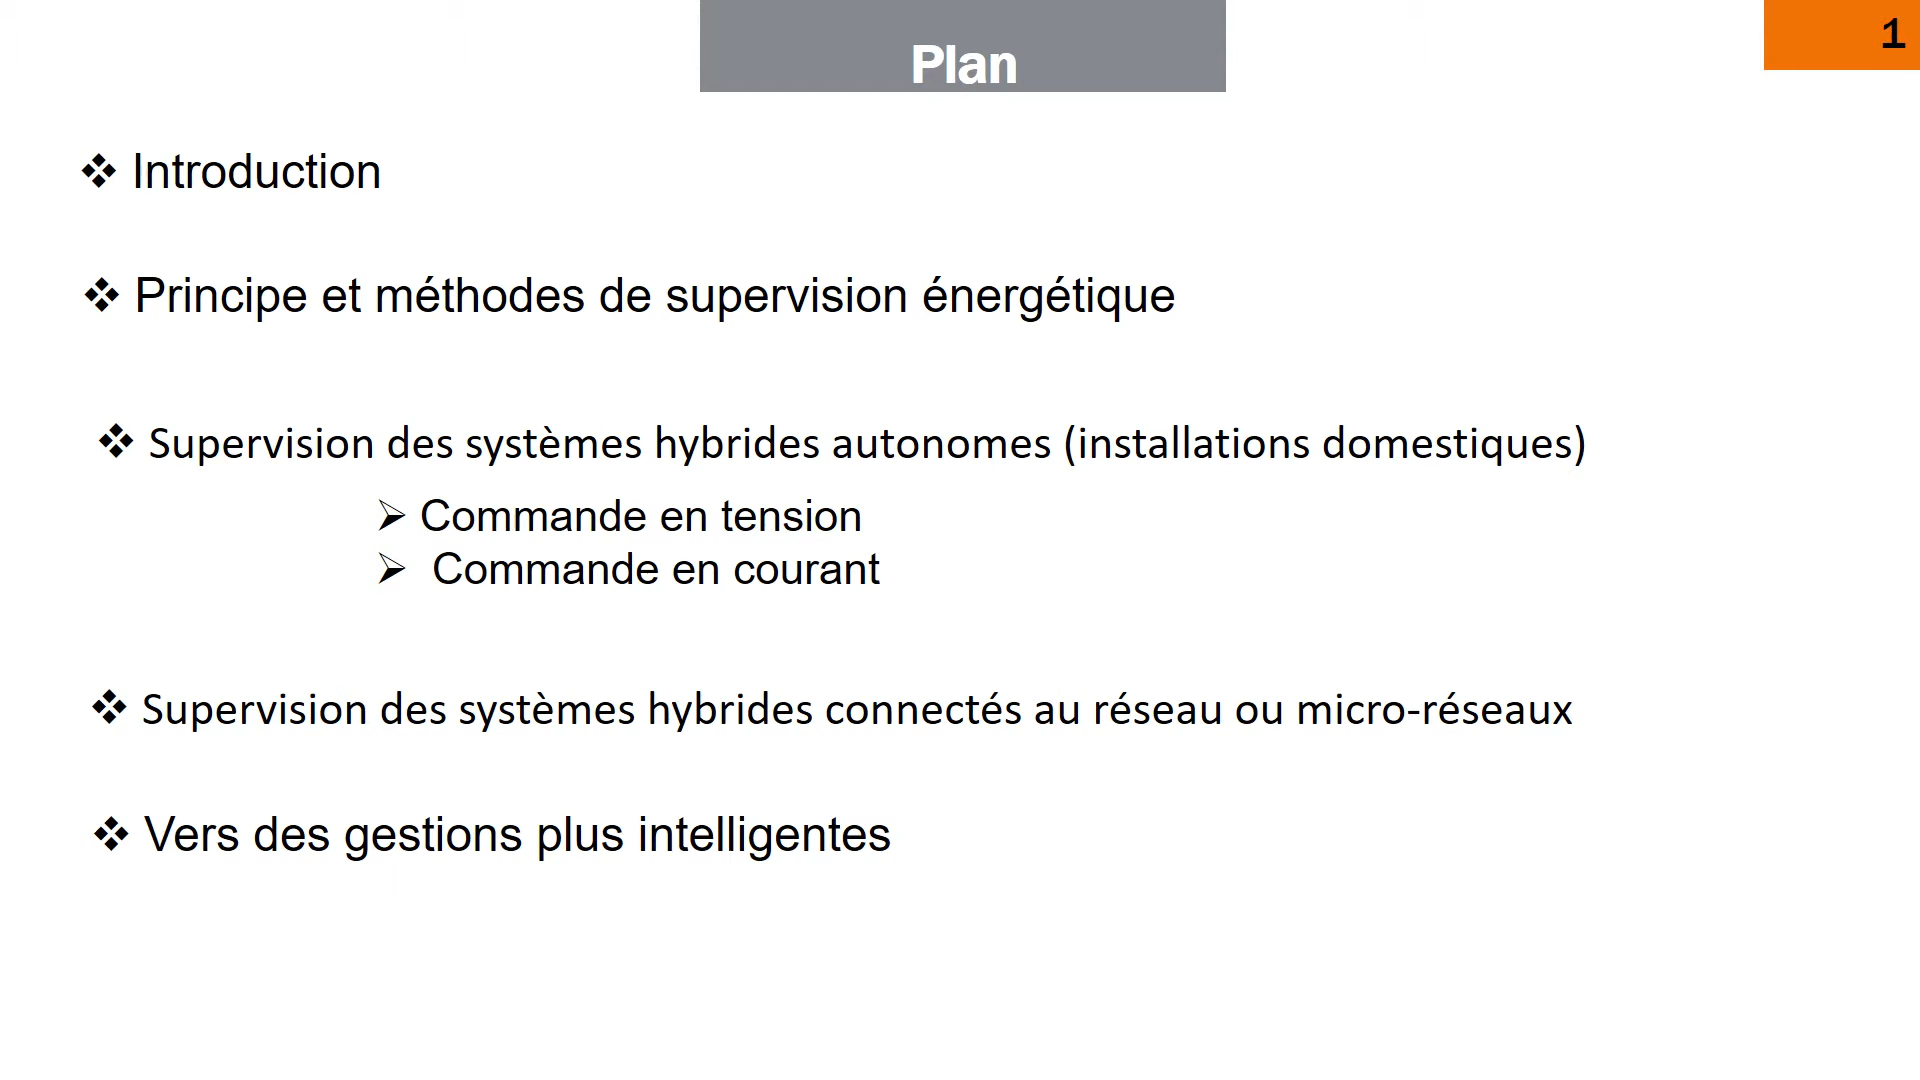 Plan
1
❖ Introduction
❖ Principe et méthodes de supervision énergétique
❖ Supervision des systèmes hybrides autonomes (installations domestiques)
➢ Commande en tension
➢ Commande en courant
❖ Supervision des systèmes hybrides connectés au réseau ou micro-réseaux
❖ Vers des gestions plus intelligentes